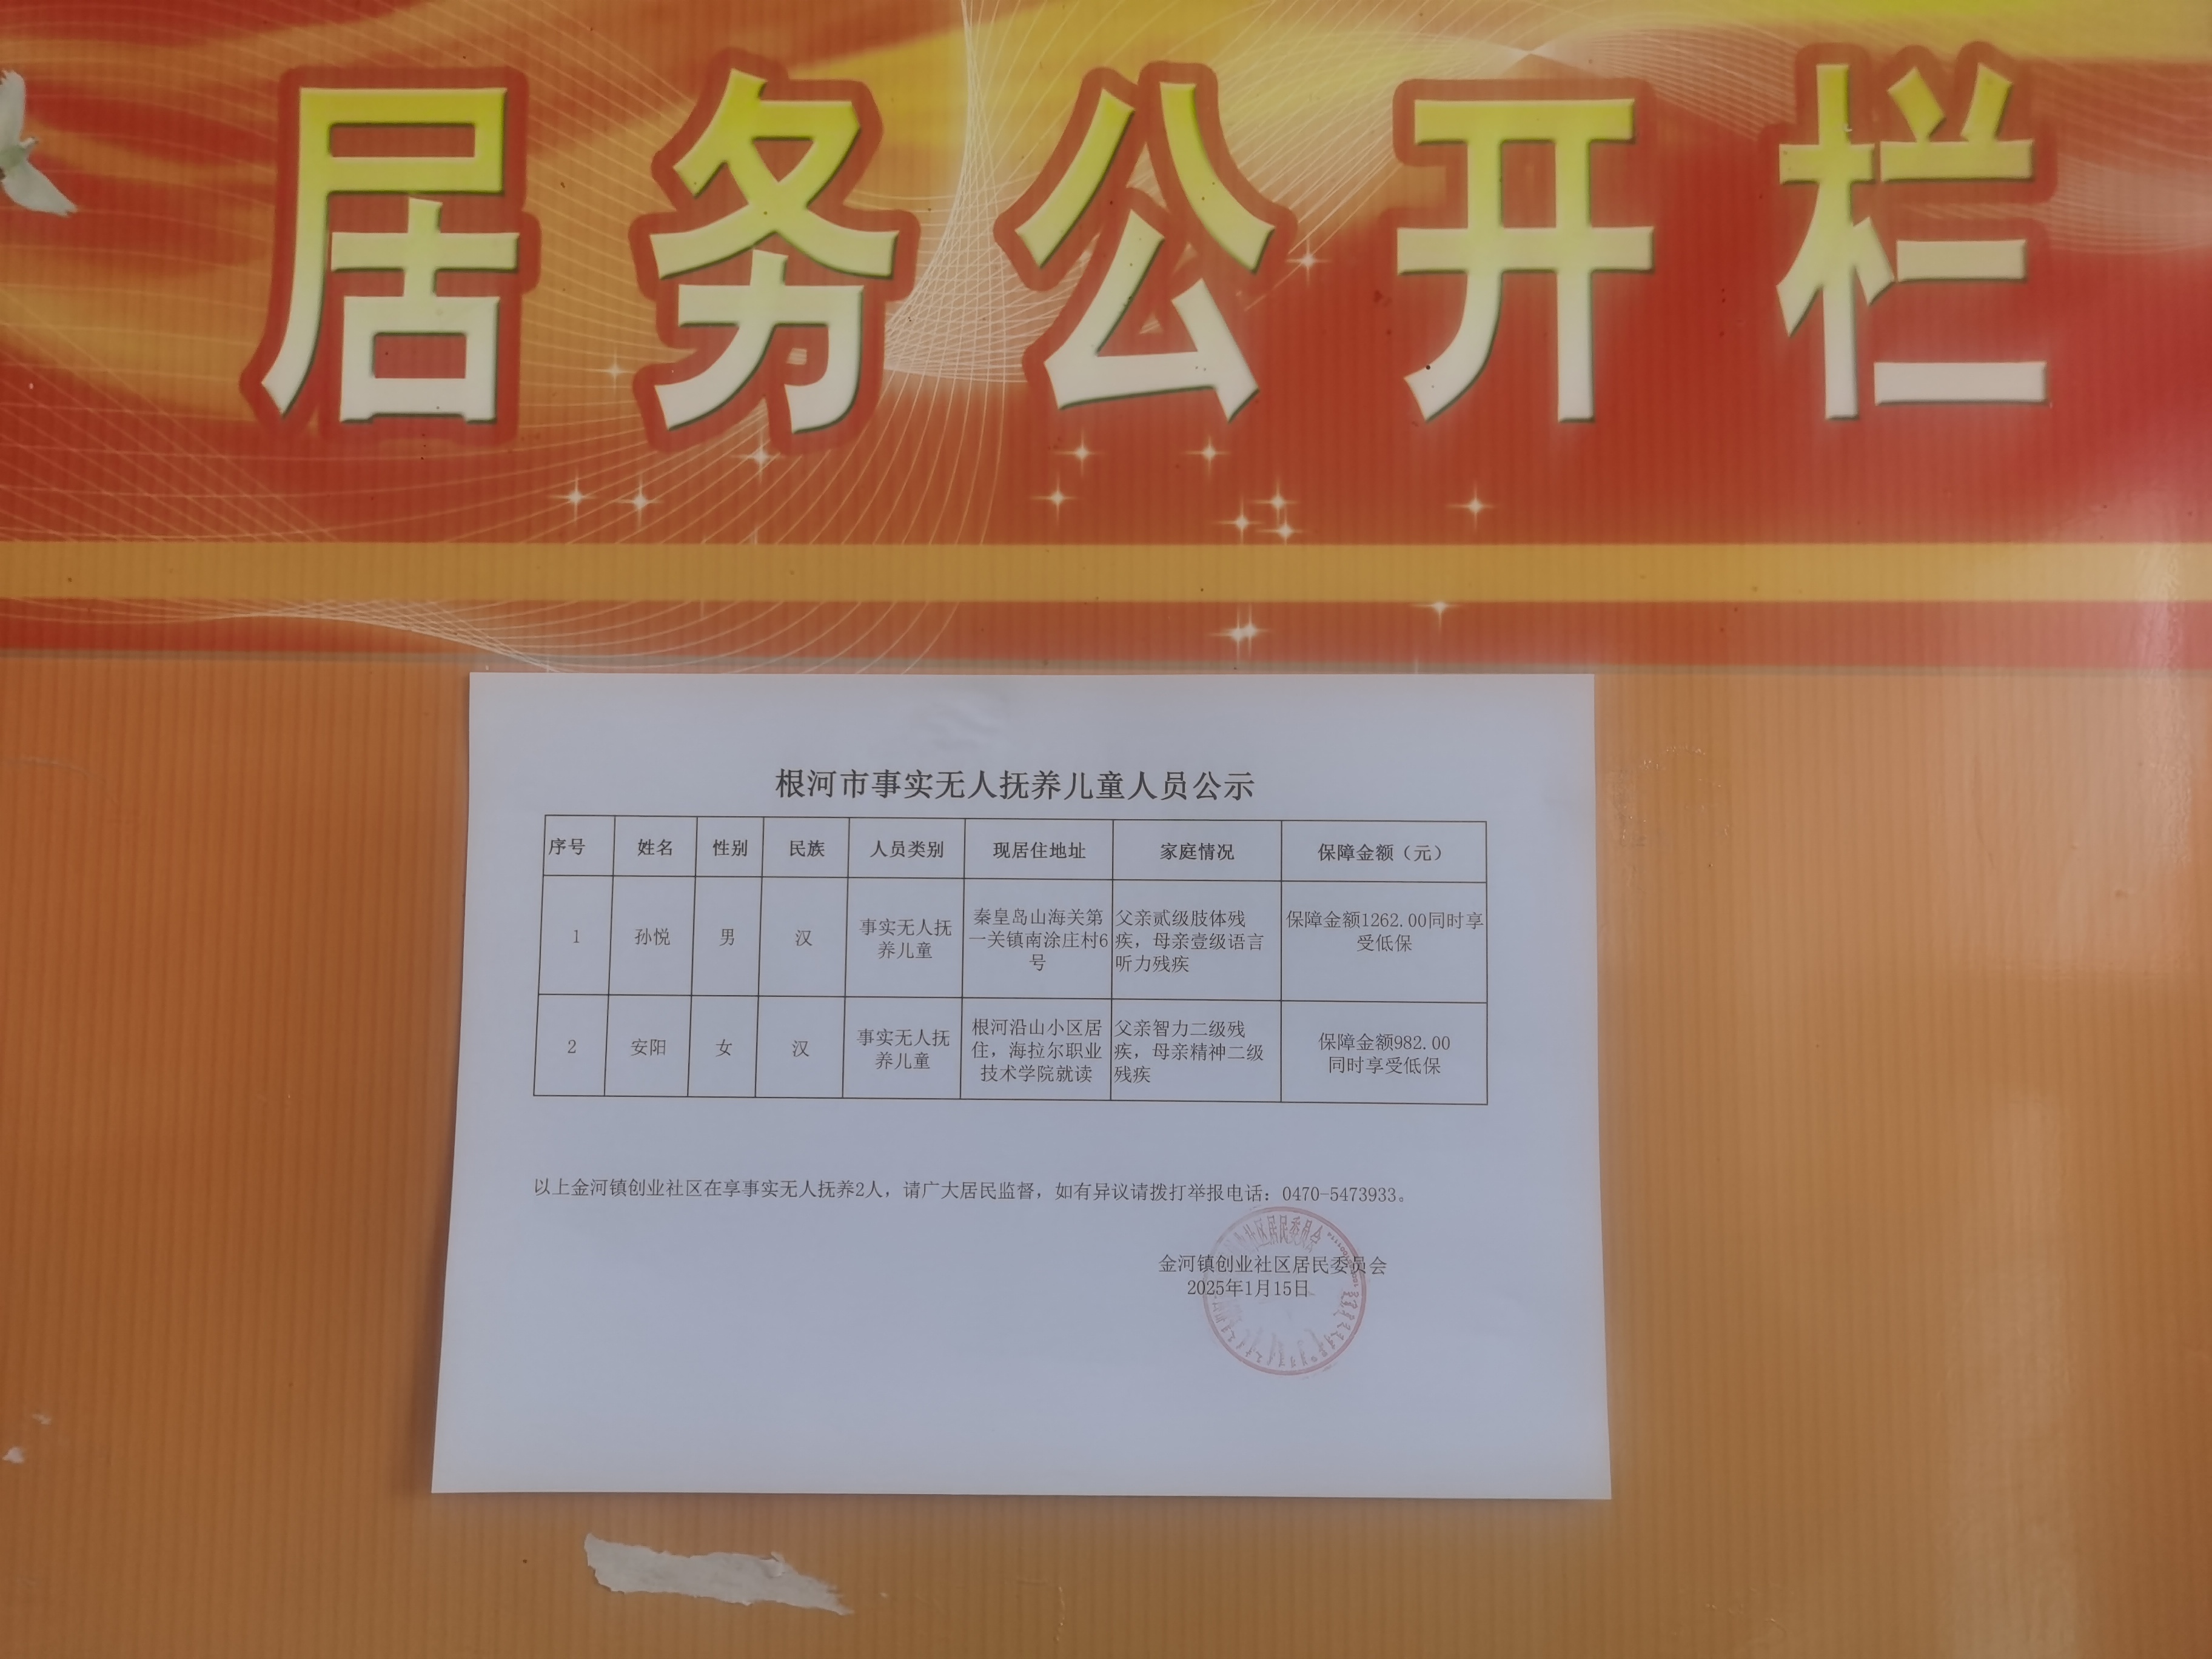 居务公开栏
根河市事实无人抚养儿童人员公示
序号 姓名 性别 民族 人员类别 现居住地址 家庭情况 保障金额（元）
1 孙悦 男 汉 事实无人抚养儿童 秦皇岛山海关第一关镇南涂庄村6号 父亲贰级肢体残疾，母亲壹级语言听力残疾 保障金额1262.00同时享受低保
2 安阳 女 汉 事实无人抚养儿童 根河沿山小区居住，海拉尔职业技术学院就读 父亲智力二级残疾，母亲精神二级残疾 保障金额982.00同时享受低保
以上金河镇创业社区在享事实无人抚养2人，请广大居民监督，如有异议请拨打举报电话：0470-5473933。
金河镇创业社区居民委员会
2025年1月15日
社区居民委员会